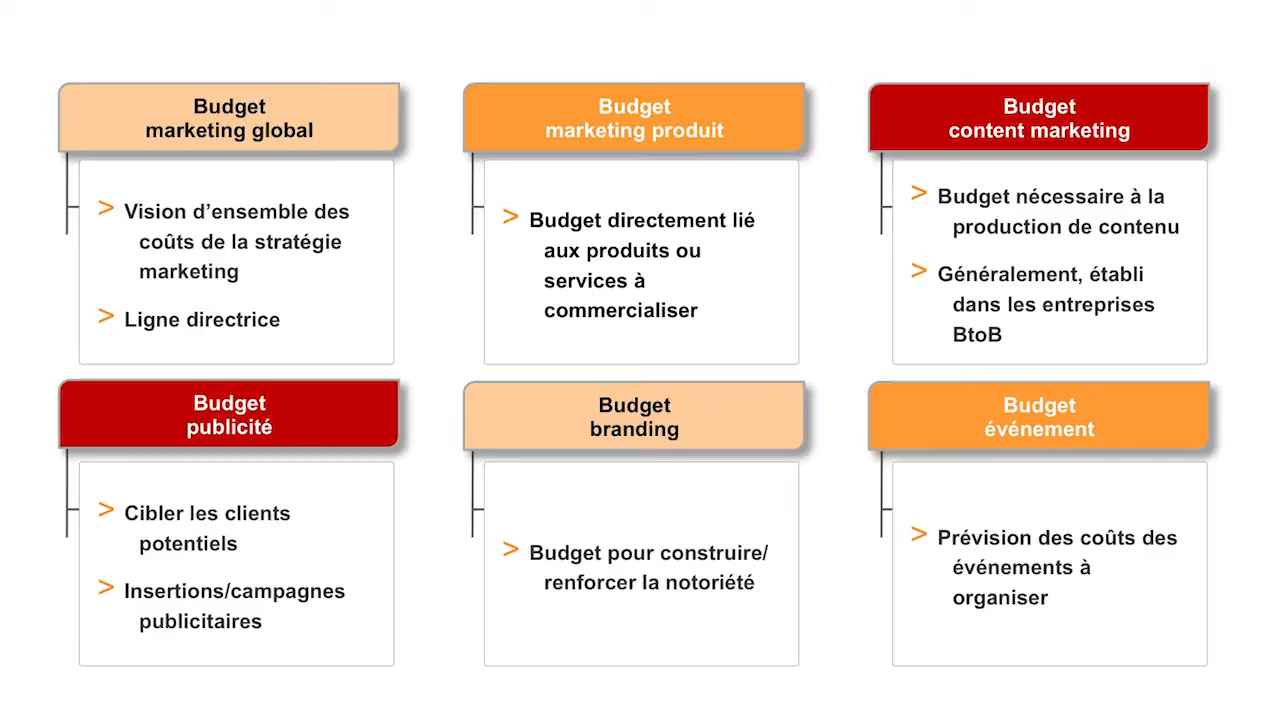 Budget
marketing global
> Vision d’ensemble des
coûts de la stratégie
marketing
> Ligne directrice
Budget
marketing produit
> Budget directement lié
aux produits ou
services à
commercialiser
Budget
content marketing
> Budget nécessaire à la
production de contenu
> Généralement, établi
dans les entreprises
BtoB
Budget
publicité
> Cibler les clients
potentiels
> Insertions/campagnes
publicitaires
Budget
branding
> Budget pour construire/
renforcer la notoriété
Budget
événement
> Prévision des coûts des
événements à
organiser